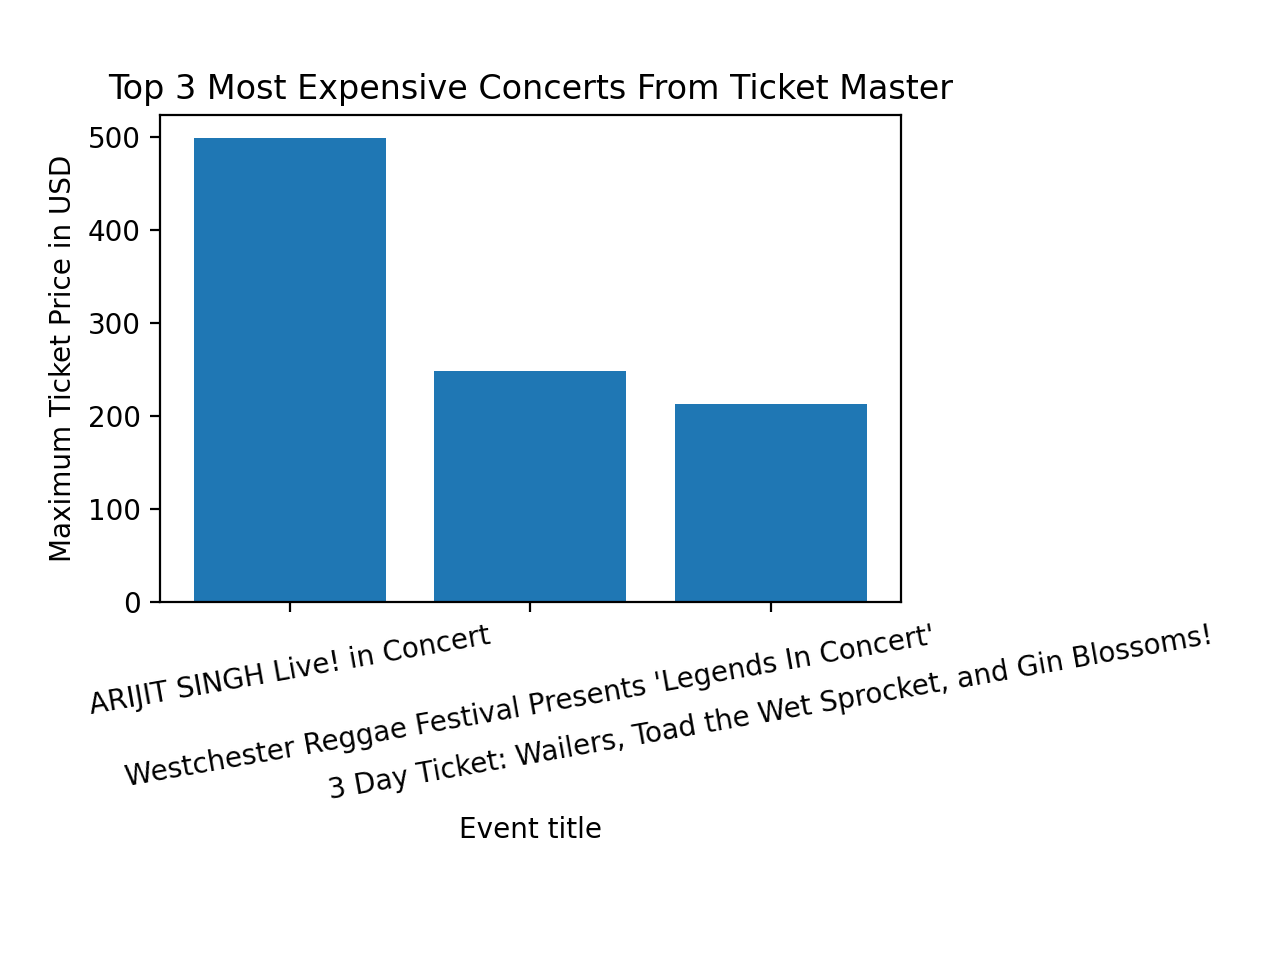 Top 3 Most Expensive Concerts From Ticket Master
Maximum Ticket Price in USD
500
400
300
200
100
0
ARIJIT SINGH Live! in Concert
Westchester Reggae Festival Presents 'Legends In Concert'
3 Day Ticket: Wailers, Toad the Wet Sprocket, and Gin Blossoms!
Event title